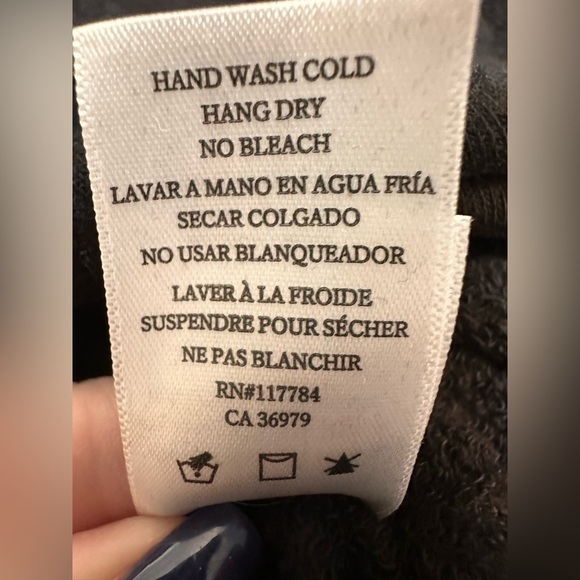 HAND WASH COLD
HANG DRY
NO BLEACH
LAVAR A MANO EN AGUA FRÍA
SECAR COLGADO
NO USAR BLANQUEADOR
LAVER À LA FROIDE
SUSPENDRE POUR SÉCHER
NE PAS BLANCHIR
RN#117784
CA 36979